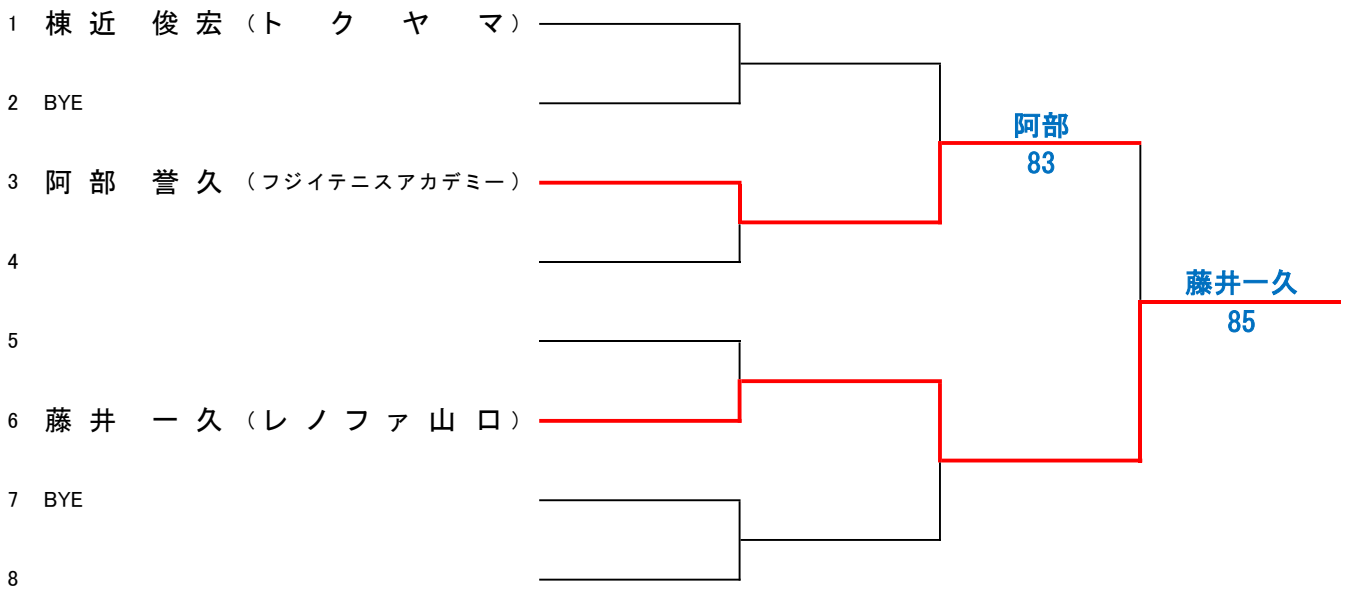 1 棟近 俊宏 (トクヤマ)
2 BYE
阿部
83
3 阿部 誉久 (フジイテニスアカデミー)
4
藤井一久
85
5
6 藤井 一久 (レノファ山口)
7 BYE
8